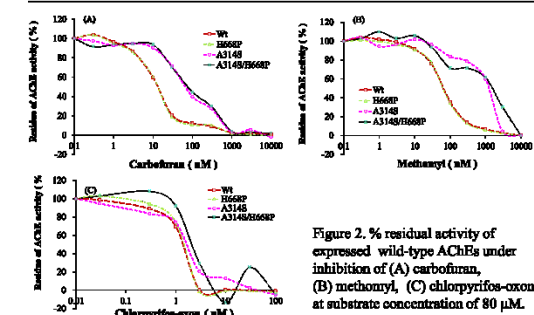 (A)
Residue of AChE activity ( %
120
100
80
60
40
20
0
-20
0.1 1 10 100 1000 10000
Carbofuran ( nM )
Wt
H668P
A314S
A314S/H668P
(B)
Residue of AChE activity ( %
120
100
80
60
40
20
0
-20
0.1 1 10 100 1000 10000
Methomyl ( nM )
Wt
H668P
A314S
A314S/H668P
(C)
Residue of AChE activity ( %
120
100
80
60
40
20
0
-20
0.01 0.1 1 10 100
Chlorpyrifos-oxon ( nM )
Wt
H668P
A314S
A314S/H668P
Figure 2. % residual activity of
expressed wild-type AChEs under
inhibition of (A) carbofuran,
(B) methomyl, (C) chlorpyrifos-oxon
at substrate concentration of 80 µM.